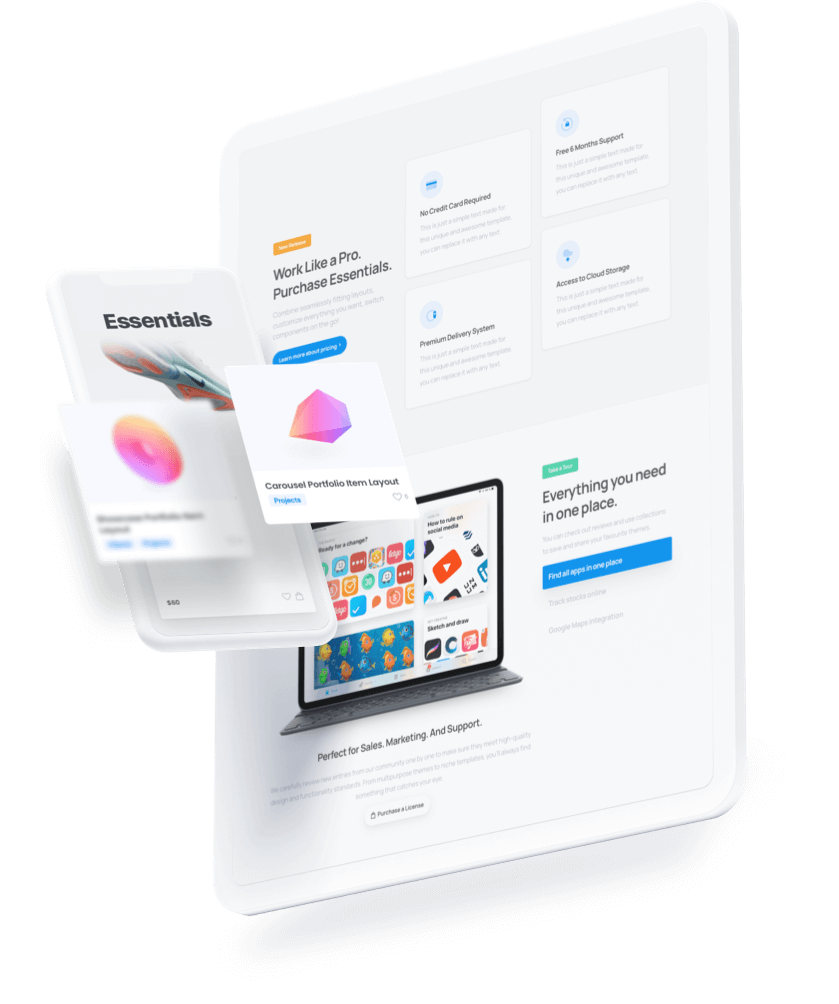 Free 6 Months Support
This is just a simple text made for
this unique and awesome template,
you can replace it with any text.
No Credit Card Required
This is just a simple text made for
this unique and awesome template,
you can replace it with any text.
New Release
Work Like a Pro.
Purchase Essentials.
Combine seamlessly fitting layouts,
customize everything you want, switch
components on the go!
Learn more about pricing
Access to Cloud Storage
This is just a simple text made for
this unique and awesome template,
you can replace it with any text.
Premium Delivery System
This is just a simple text made for
this unique and awesome template,
you can replace it with any text.
Essentials
Carousel Portfolio Item Layout
Projects
Showcase Portfolio Item
Layout
Projects
$60
Take a Tour
Everything you need
in one place.
You can check out reviews and use collections
to save and share your favourite themes.
Find all apps in one place
Track stocks online
Google Maps integration
Ready for a change?
How to rule on
social media
Sketch and draw
Perfect for Sales. Marketing. And Support.
We carefully review new entries from our community one by one to make sure they meet high-quality
design and functionality standards. From multipurpose themes to niche templates, you'll always find
something that catches your eye.
Purchase a License